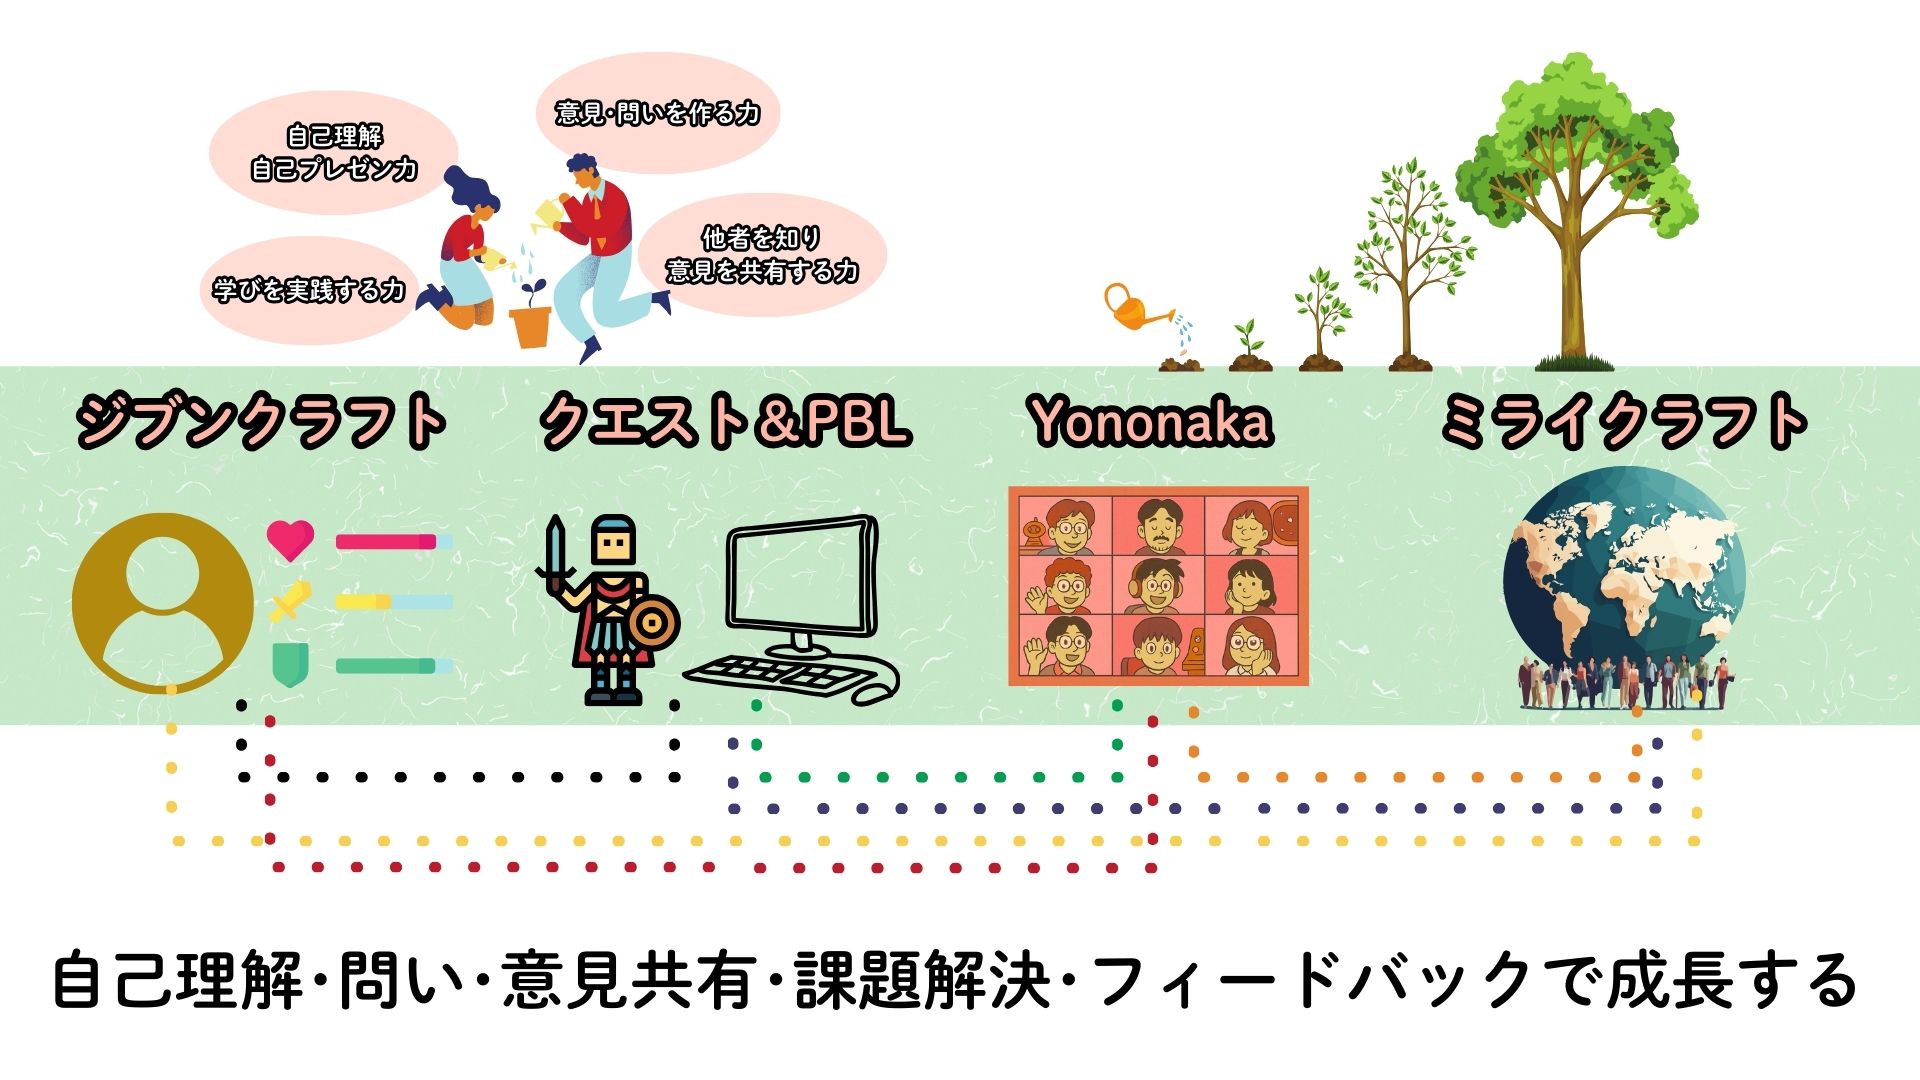 自己理解
自己プレゼン力
意見・問いを作る力
学びを実践する力
他者を知り
意見を共有する力
ジブンクラフト
クエスト&PBL
Yononaka
ミライクラフト
自己理解・問い・意見共有・課題解決・フィードバックで成長する